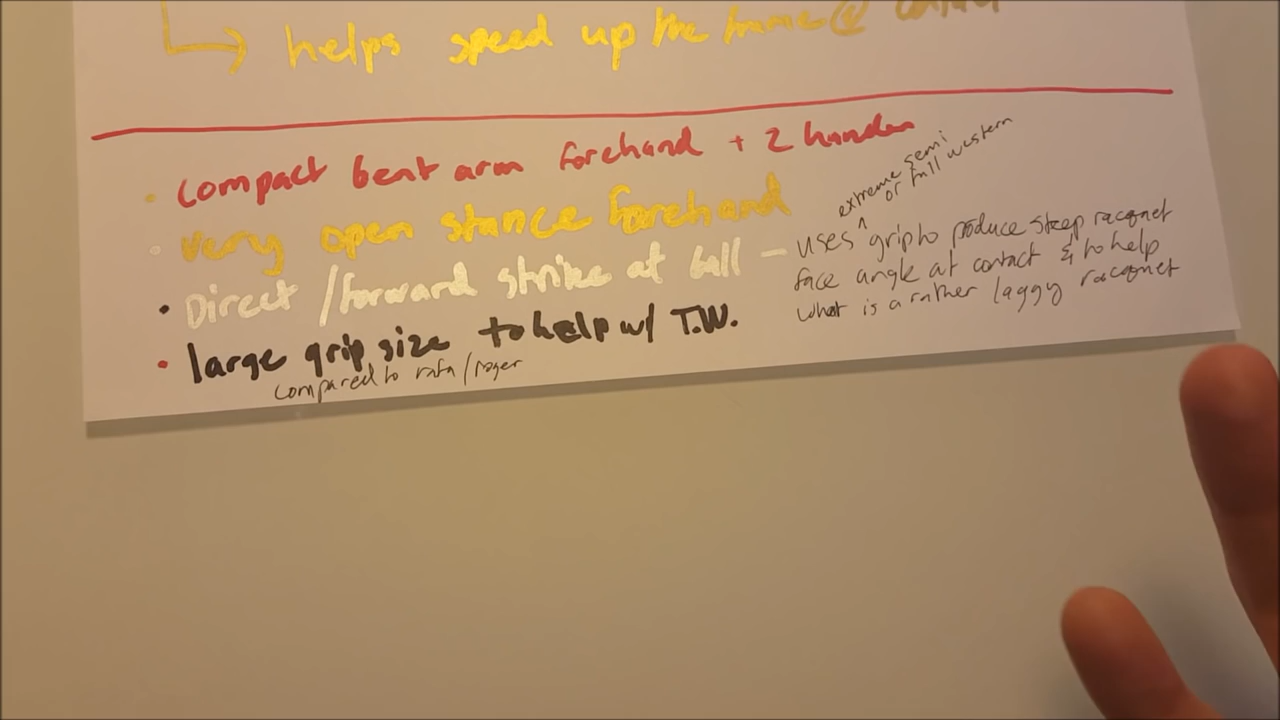 helps speed up the frame @ contact
compact bent arm forehand + 2 hander
very open stance forehand
Direct / forward strike at ball -
uses ^ grip to produce steep racquet
extreme semi
or full western
face angle at contact & to help
what is a rather laggy racquet
large grip size to help w/ T.W.
compared to rafa / roger